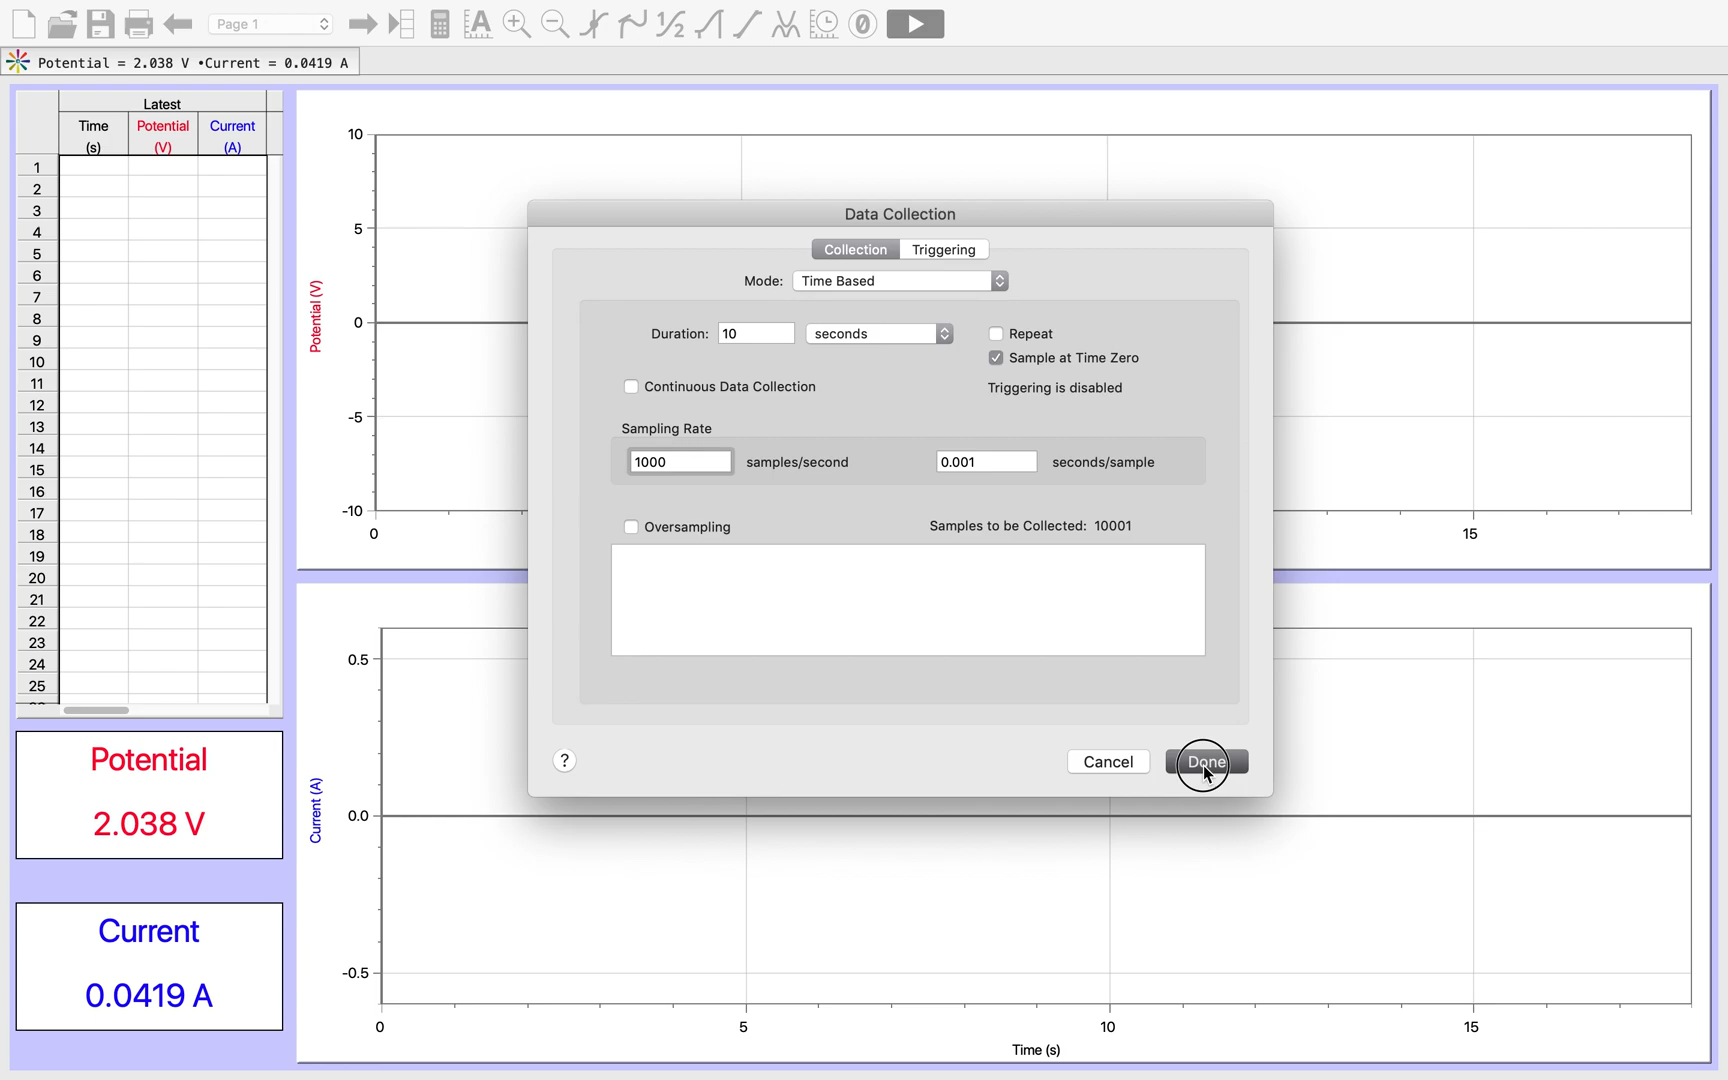 Page 1
Potential = 2.038 V •Current = 0.0419 A
Latest
Time Potential Current
(s) (V) (A)
1
2
3
4
5
6
7
8
9
10
11
12
13
14
15
16
17
18
19
20
21
22
23
24
25
Potential
2.038 V
Current
0.0419 A
10
5
0
-5
-10
Potential (V)
0
15
Data Collection
Collection Triggering
Mode: Time Based
Duration: 10 seconds
Repeat
Sample at Time Zero
Continuous Data Collection
Triggering is disabled
Sampling Rate
1000 samples/second 0.001 seconds/sample
Oversampling Samples to be Collected: 10001
? Cancel Done
0.5
0.0
-0.5
Current (A)
0 5 10 15
Time (s)